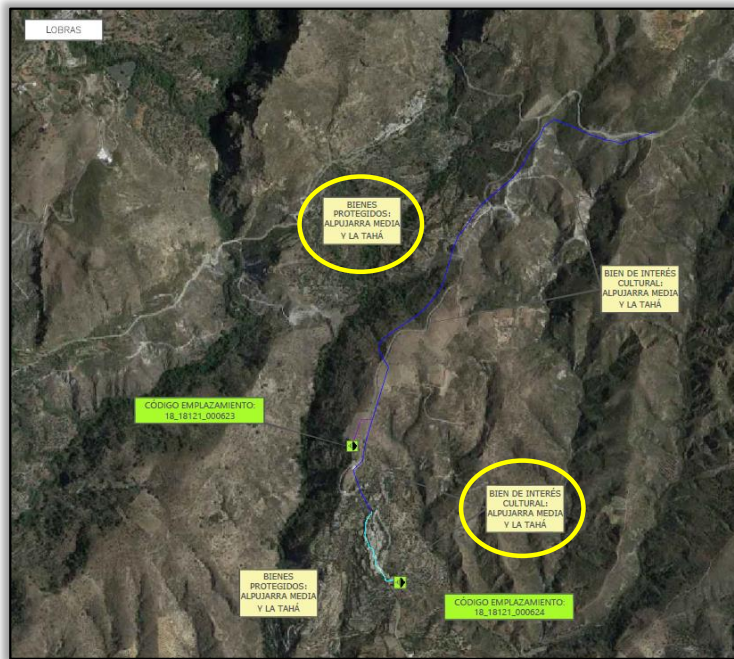 LOBRAS
BIENES
PROTEGIDOS:
ALPUJARRA MEDIA
Y LA TAHÁ
BIEN DE INTERÉS
CULTURAL:
ALPUJARRA MEDIA
Y LA TAHÁ
CÓDIGO EMPLAZAMIENTO:
18_18121_000623
BIEN DE INTERÉS
CULTURAL:
ALPUJARRA MEDIA
Y LA TAHÁ
BIENES
PROTEGIDOS:
ALPUJARRA MEDIA
Y LA TAHÁ
CÓDIGO EMPLAZAMIENTO:
18_18121_000624